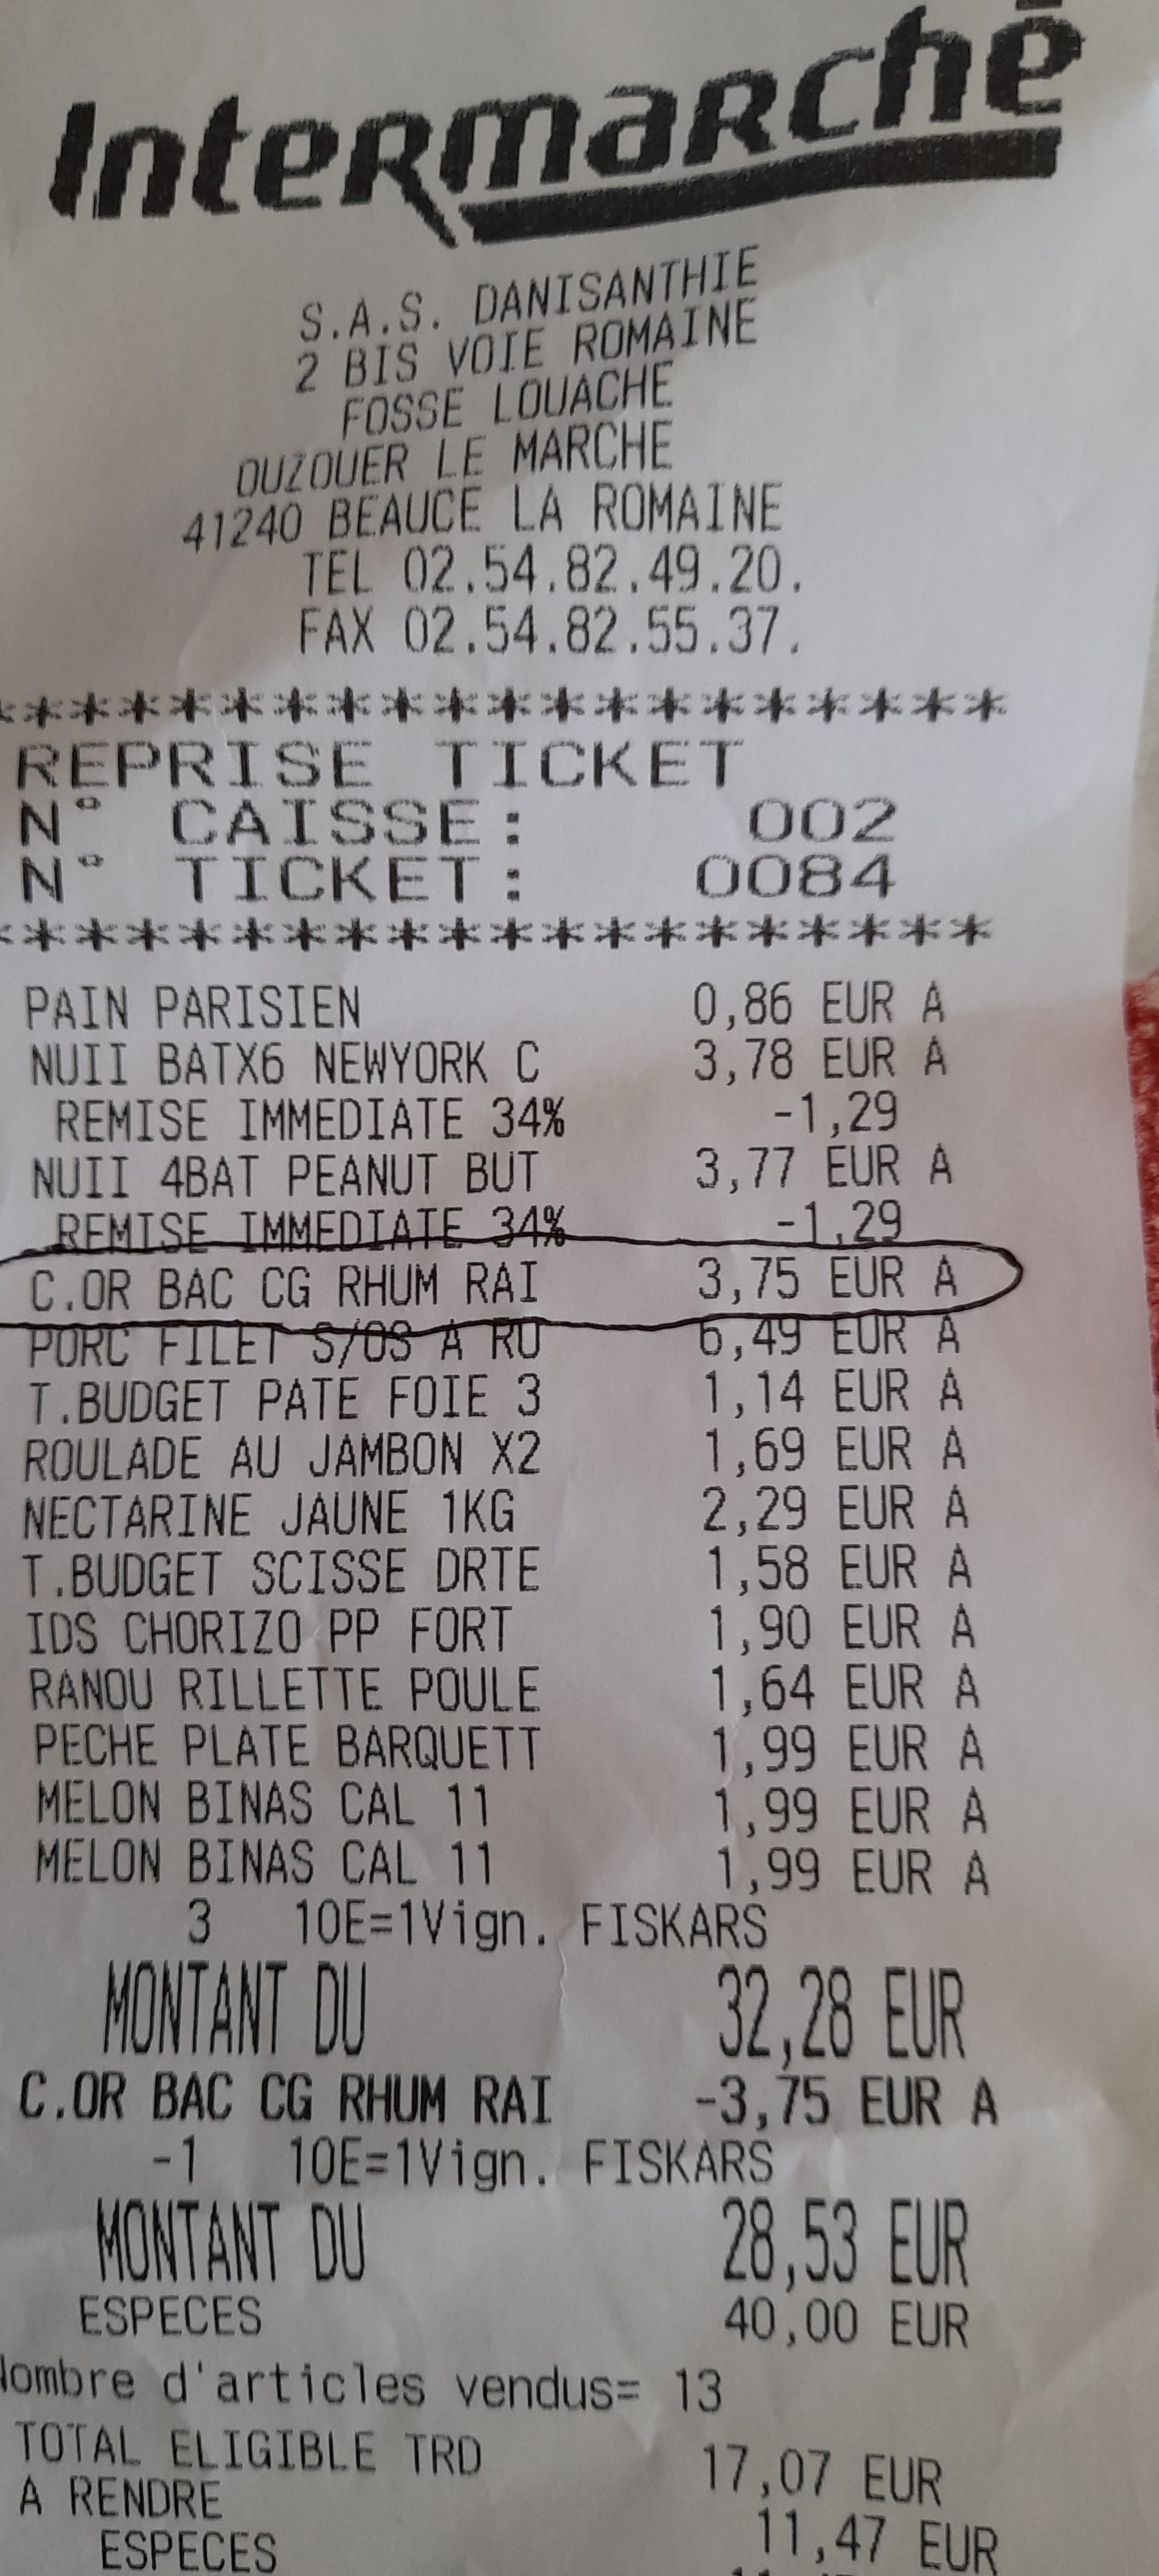 Intermarché
S.A.S. DANISANTHIE
2 BIS VOIE ROMAINE
FOSSE LOUACHE
OUZOUER LE MARCHE
41240 BEAUCE LA ROMAINE
TEL 02.54.82.49.20.
FAX 02.54.82.55.37.
********************
REPRISE TICKET
N° CAISSE: 002
N° TICKET: 0084
********************
PAIN PARISIEN 0,86 EUR A
NUII BATX6 NEWYORK C 3,78 EUR A
REMISE IMMEDIATE 34% -1,29
NUII 4BAT PEANUT BUT 3,77 EUR A
REMISE IMMEDIATE 34% -1,29
C.OR BAC CG RHUM RAI 3,75 EUR A
PORC FILET S/OS A RO 6,49 EUR A
T.BUDGET PATE FOIE 3 1,14 EUR A
ROULADE AU JAMBON X2 1,69 EUR A
NECTARINE JAUNE 1KG 2,29 EUR A
T.BUDGET SCISSE DRTE 1,58 EUR A
IDS CHORIZO PP FORT 1,90 EUR A
RANOU RILLETTE POULE 1,64 EUR A
PECHE PLATE BARQUETT 1,99 EUR A
MELON BINAS CAL 11 1,99 EUR A
MELON BINAS CAL 11 1,99 EUR A
3 10E=1Vign. FISKARS
MONTANT DU 32,28 EUR
C.OR BAC CG RHUM RAI -3,75 EUR A
-1 10E=1Vign. FISKARS
MONTANT DU 28,53 EUR
ESPECES 40,00 EUR
Nombre d'articles vendus= 13
TOTAL ELIGIBLE TRD 17,07 EUR
A RENDRE 11,47 EUR
ESPECES